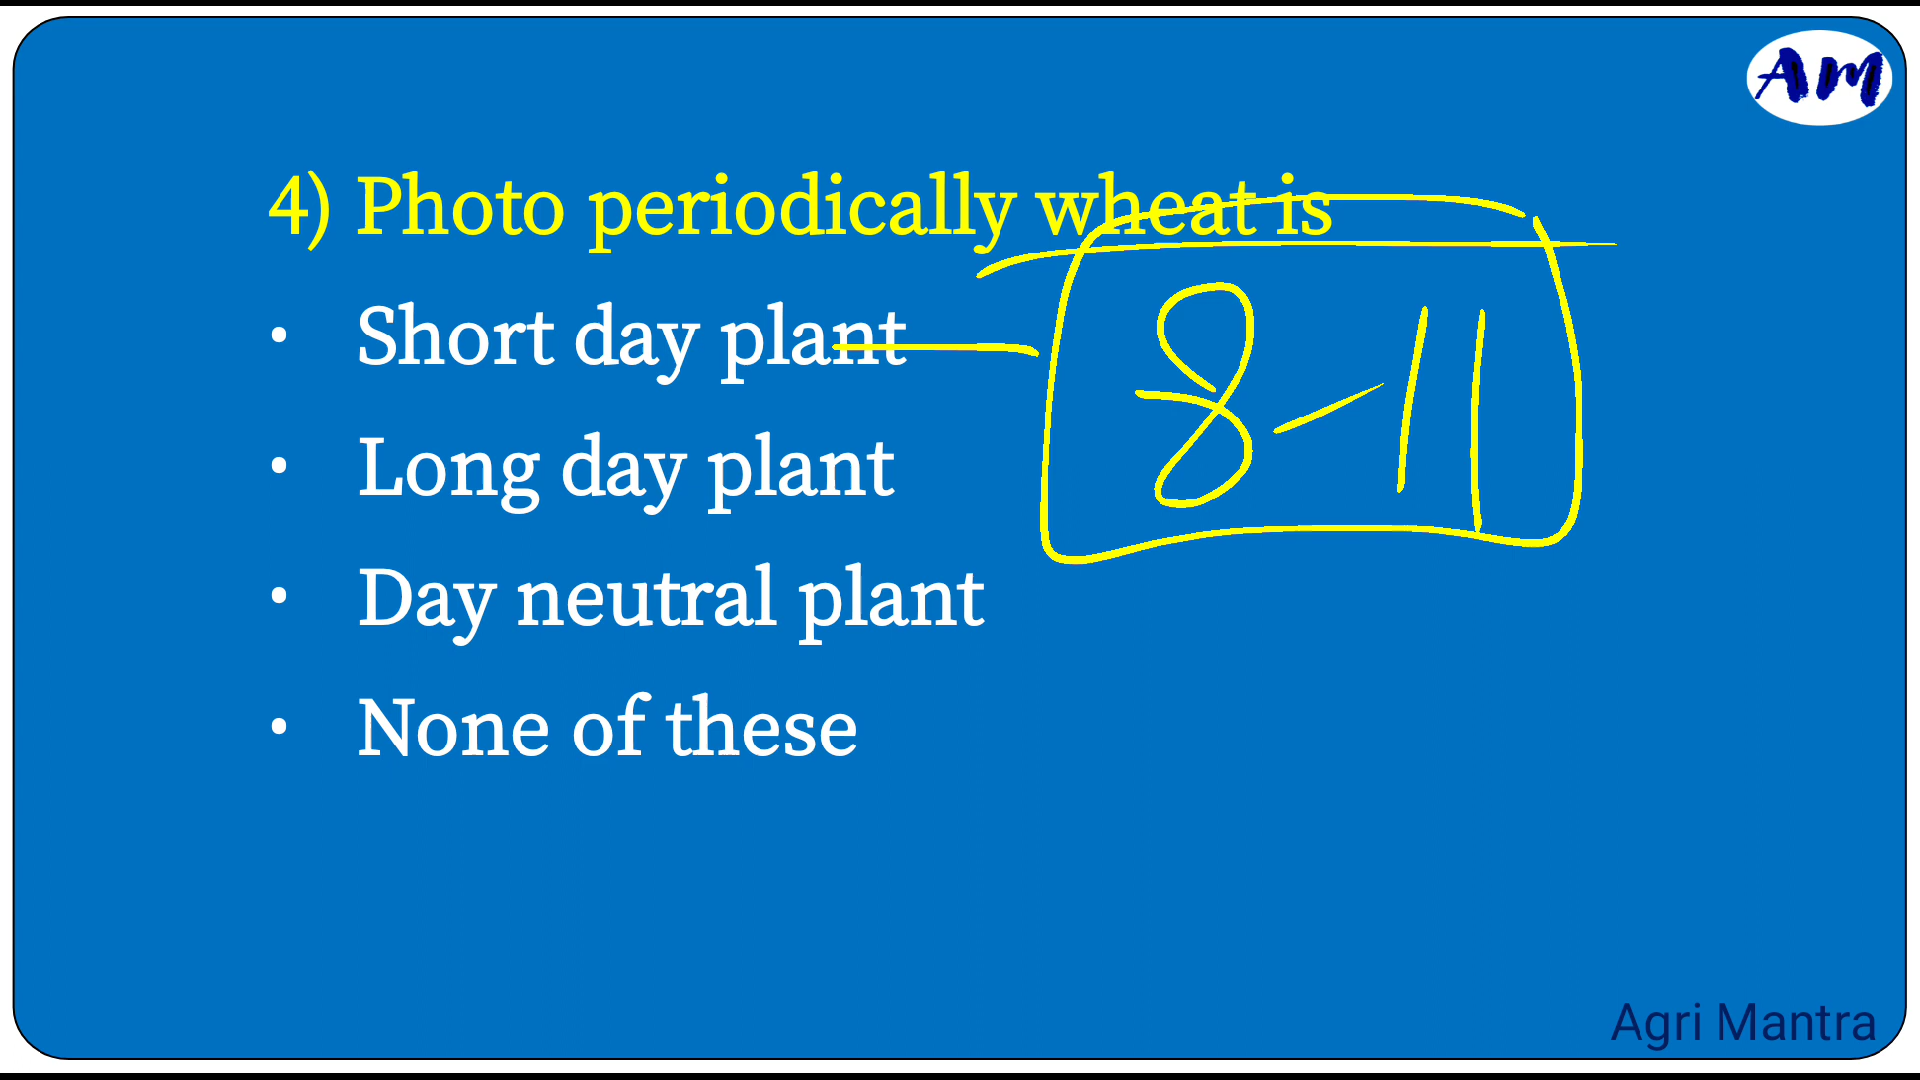 AM
4) Photo periodically wheat is
• Short day plant
8-11
• Long day plant
• Day neutral plant
• None of these
Agri Mantra